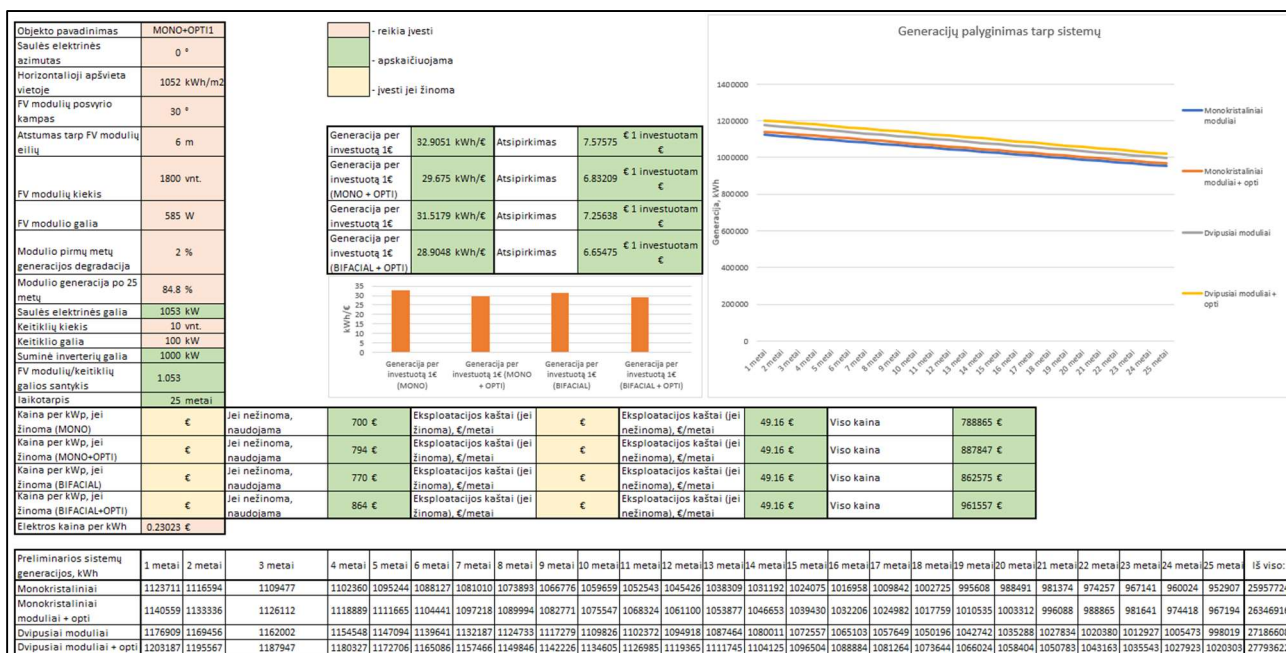 Objekto pavadinimas MONO+OPTI1
Saulės elektrinės azimutas 0 °
Horizontalioji apšvieta vietoje 1052 kWh/m2
FV modulių posvyrio kampas 30 °
Atstumas tarp FV modulių eilių 6 m
FV modulių kiekis 1800 vnt.
FV modulio galia 585 W
Modulio pirmų metų generacijos degradacija 2 %
Modulio generacija po 25 metų 84.8 %
Saulės elektrinės galia 1053 kW
Keitiklių kiekis 10 vnt.
Keitiklio galia 100 kW
Suminė inverterių galia 1000 kW
FV modulių/keitiklių galios santykis 1.053
laikotarpis 25 metai
- reikia įvesti
- apskaičiuojama
- įvesti jei žinoma
Generacija per investuotą 1€ 32.9051 kWh/€ Atsipirkimas 7.57575 € 1 investuotam €
Generacija per investuotą 1€ (MONO + OPTI) 29.675 kWh/€ Atsipirkimas 6.83209 € 1 investuotam €
Generacija per investuotą 1€ 31.5179 kWh/€ Atsipirkimas 7.25638 € 1 investuotam €
Generacija per investuotą 1€ (BIFACIAL + OPTI) 28.9048 kWh/€ Atsipirkimas 6.65475 € 1 investuotam €
kWh/€
35
30
25
20
15
10
5
0
Generacija per investuotą 1€ (MONO)
Generacija per investuotą 1€ (MONO + OPTI)
Generacija per investuotą 1€ (BIFACIAL)
Generacija per investuotą 1€ (BIFACIAL + OPTI)
Generacijų palyginimas tarp sistemų
Generacija, kWh
1400000
1200000
1000000
800000
600000
400000
200000
0
1 metai 2 metai 3 metai 4 metai 5 metai 6 metai 7 metai 8 metai 9 metai 10 metai 11 metai 12 metai 13 metai 14 metai 15 metai 16 metai 17 metai 18 metai 19 metai 20 metai 21 metai 22 metai 23 metai 24 metai 25 metai
Monokristaliniai moduliai
Monokristaliniai moduliai + opti
Dvipusiai moduliai
Dvipusiai moduliai + opti
Kaina per kWp, jei žinoma (MONO) € Jei nežinoma, naudojama 700 € Eksploatacijos kaštai (jei žinoma), €/metai € Eksploatacijos kaštai (jei nežinoma), €/metai 49.16 € Viso kaina 788865 €
Kaina per kWp, jei žinoma (MONO+OPTI) € Jei nežinoma, naudojama 794 € Eksploatacijos kaštai (jei žinoma), €/metai € Eksploatacijos kaštai (jei nežinoma), €/metai 49.16 € Viso kaina 887847 €
Kaina per kWp, jei žinoma (BIFACIAL) € Jei nežinoma, naudojama 770 € Eksploatacijos kaštai (jei žinoma), €/metai € Eksploatacijos kaštai (jei nežinoma), €/metai 49.16 € Viso kaina 862575 €
Kaina per kWp, jei žinoma (BIFACIAL+OPTI) € Jei nežinoma, naudojama 864 € Eksploatacijos kaštai (jei žinoma), €/metai € Eksploatacijos kaštai (jei nežinoma), €/metai 49.16 € Viso kaina 961557 €
Elektros kaina per kWh 0.23023 €
Preliminarios sistemų generacijos, kWh 1 metai 2 metai 3 metai 4 metai 5 metai 6 metai 7 metai 8 metai 9 metai 10 metai 11 metai 12 metai 13 metai 14 metai 15 metai 16 metai 17 metai 18 metai 19 metai 20 metai 21 metai 22 metai 23 metai 24 metai 25 metai Iš viso:
Monokristaliniai 1123711 1116594 1109477 1102360 1095244 1088127 1081010 1073893 1066776 1059659 1052543 1045426 1038309 1031192 1024075 1016958 1009842 1002725 995608 988491 981374 974257 967141 960024 952907 25957724
Monokristaliniai moduliai + opti 1140559 1133336 1126112 1118889 1111665 1104441 1097218 1089994 1082771 1075547 1068324 1061100 1053877 1046653 1039430 1032206 1024982 1017759 1010535 1003312 996088 988865 981641 974418 967194 26346916
Dvipusiai moduliai 1176909 1169456 1162002 1154548 1147094 1139641 1132187 1124733 1117279 1109826 1102372 1094918 1087464 1080011 1072557 1065103 1057649 1050196 1042742 1035288 1027834 1020380 1012927 1005473 998019 27186608
Dvipusiai moduliai + opti 1203187 1195567 1187947 1180327 1172706 1165086 1157466 1149846 1142226 1134605 1126985 1119365 1111745 1104125 1096504 1088884 1081264 1073644 1066024 1058404 1050783 1043163 1035543 1027923 1020303